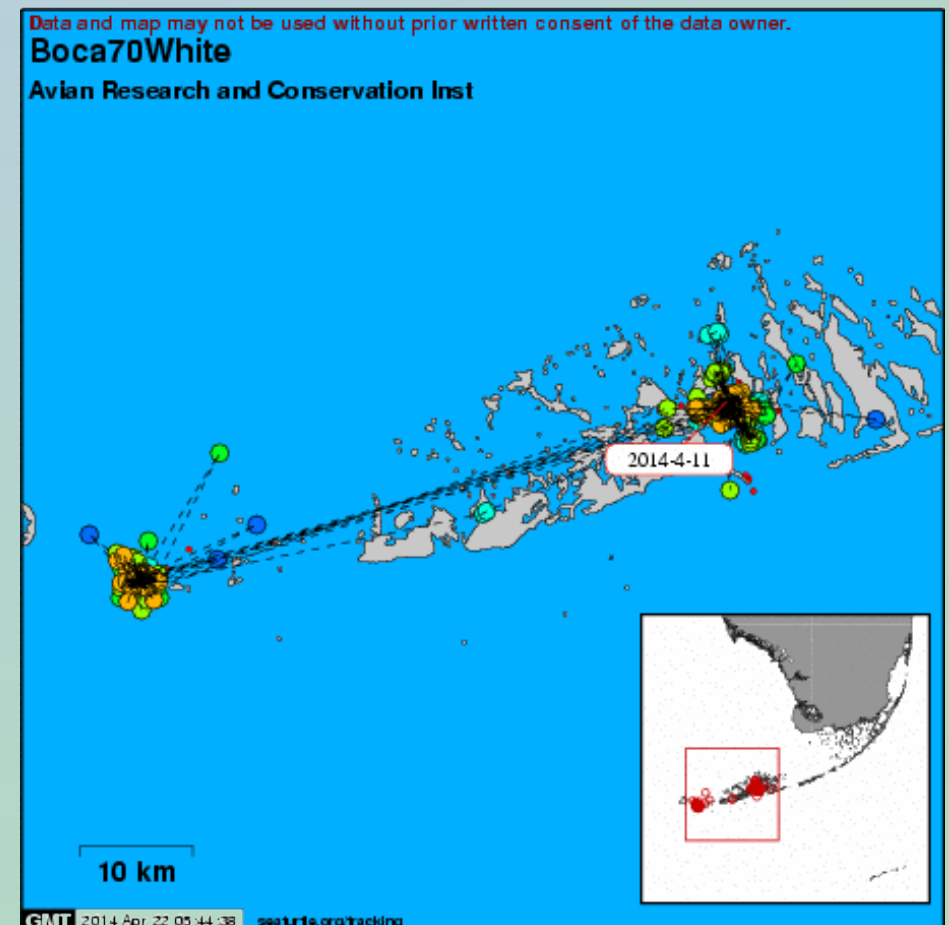 Data and map may not be used without prior written consent of the data owner.
Boca70White
Avian Research and Conservation Inst
2014-4-11
10 km
GMT 2014 Apr 22 05:44:38 seaturtle.org/tracking